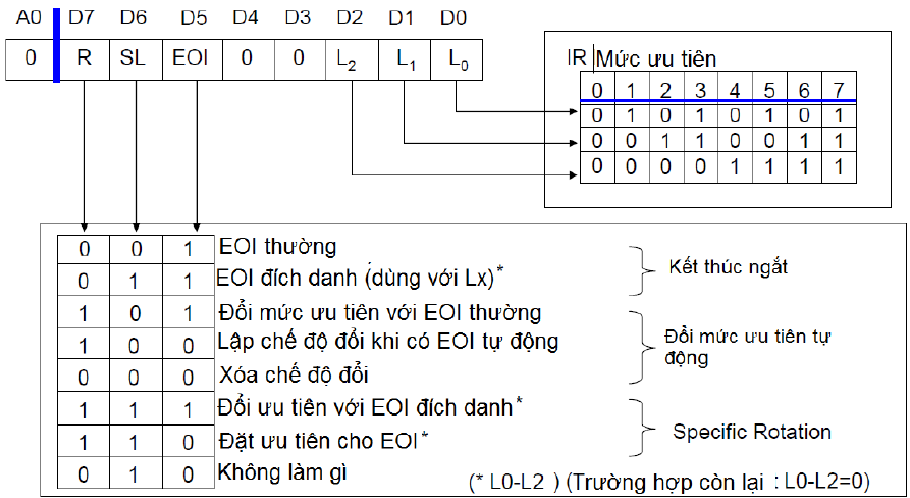 A0 D7 D6 D5 D4 D3 D2 D1 D0
0 R SL EOI 0 0 L2 L1 L0
IR Mức ưu tiên
0 1 2 3 4 5 6 7
0 1 0 1 0 1 0 1
0 0 1 1 0 0 1 1
0 0 0 0 1 1 1 1
0 0 1 EOI thường
0 1 1 EOI đích danh (dùng với Lx)*
Kết thúc ngắt
1 0 1 Đổi mức ưu tiên với EOI thường
1 0 0 Lập chế độ đổi khi có EOI tự động
0 0 0 Xóa chế độ đổi
Đổi mức ưu tiên tự
động
1 1 1 Đổi ưu tiên với EOI đích danh*
1 1 0 Đặt ưu tiên cho EOI*
Specific Rotation
0 1 0 Không làm gì
(* L0-L2 ) (Trường hợp còn lại : L0-L2=0)